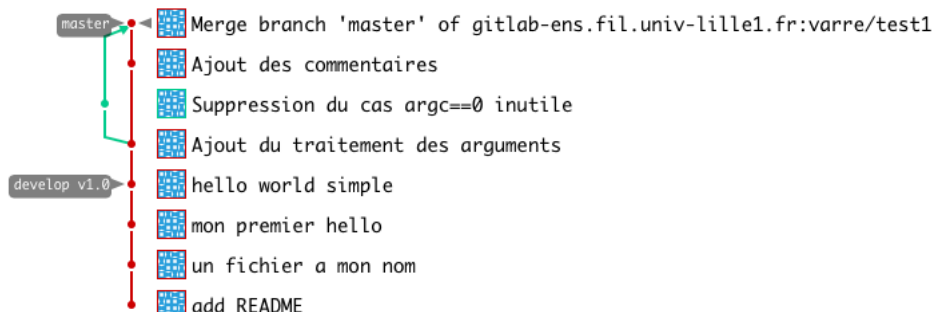 master Merge branch 'master' of gitlab-ens.fil.univ-lille1.fr:varre/test1
Ajout des commentaires
Suppression du cas argc==0 inutile
Ajout du traitement des arguments
develop v1.0 hello world simple
mon premier hello
un fichier a mon nom
add README